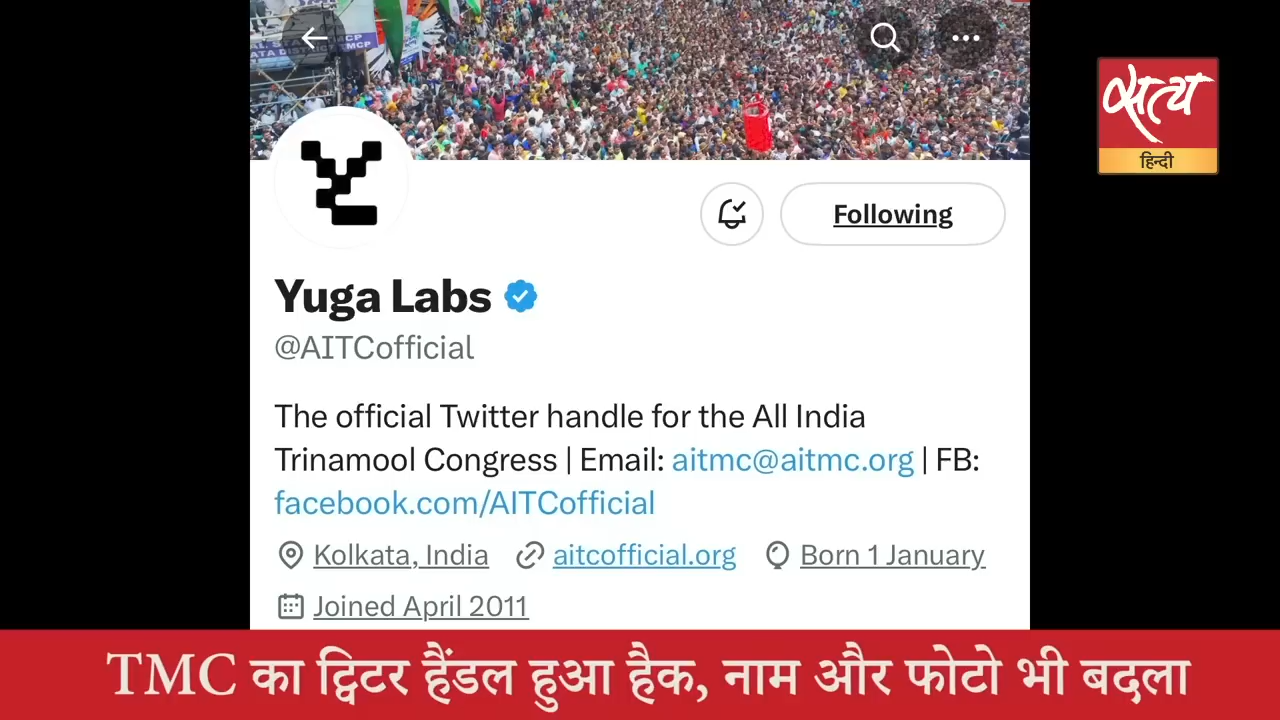 सत्य
हिन्दी
Following
Yuga Labs
@AITCofficial
The official Twitter handle for the All India
Trinamool Congress | Email: aitmc@aitmc.org | FB:
facebook.com/AITCofficial
Kolkata, India aitcofficial.org Born 1 January
Joined April 2011
TMC का ट्विटर हैंडल हुआ हैक, नाम और फोटो भी बदला